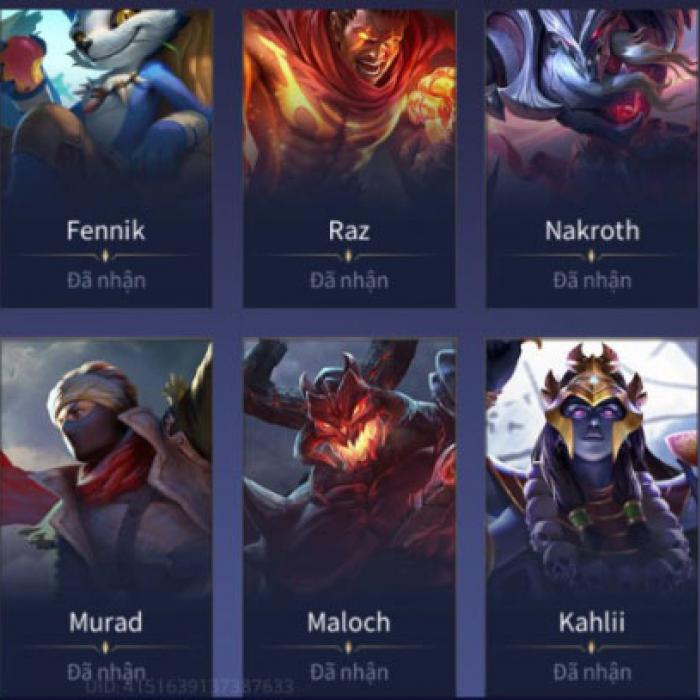 Fennik
Raz
Nakroth
Đã nhận
Đã nhận
Đã nhận
Murad
Maloch
Kahlii
Đã nhận
Đã nhận
Đã nhận
UID: 4151639137387633